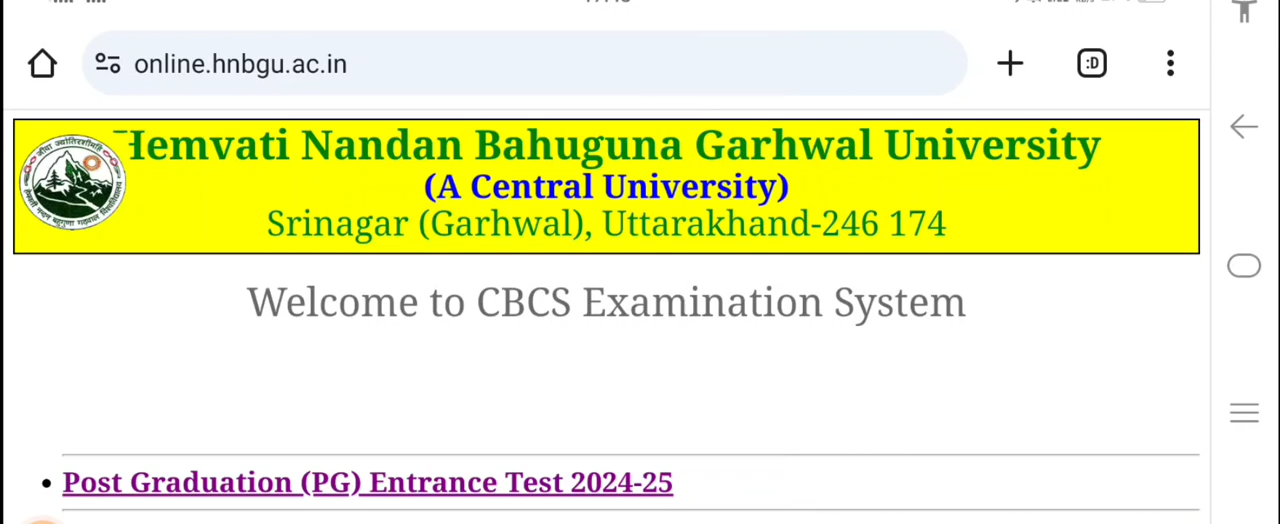 online.hnbgu.ac.in
:D
Hemvati Nandan Bahuguna Garhwal University
(A Central University)
Srinagar (Garhwal), Uttarakhand-246 174
Welcome to CBCS Examination System
• Post Graduation (PG) Entrance Test 2024-25